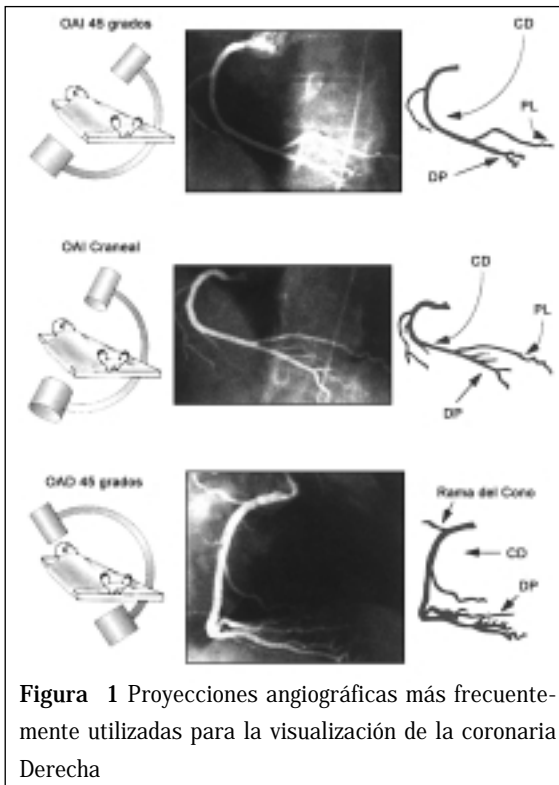 OAI 45 grados
CD
PL
DP
OAI Craneal
CD
PL
DP
OAD 45 grados
Rama del Cono
CD
DP
Figura 1 Proyecciones angiográficas más frecuente-
mente utilizadas para la visualización de la coronaria
Derecha